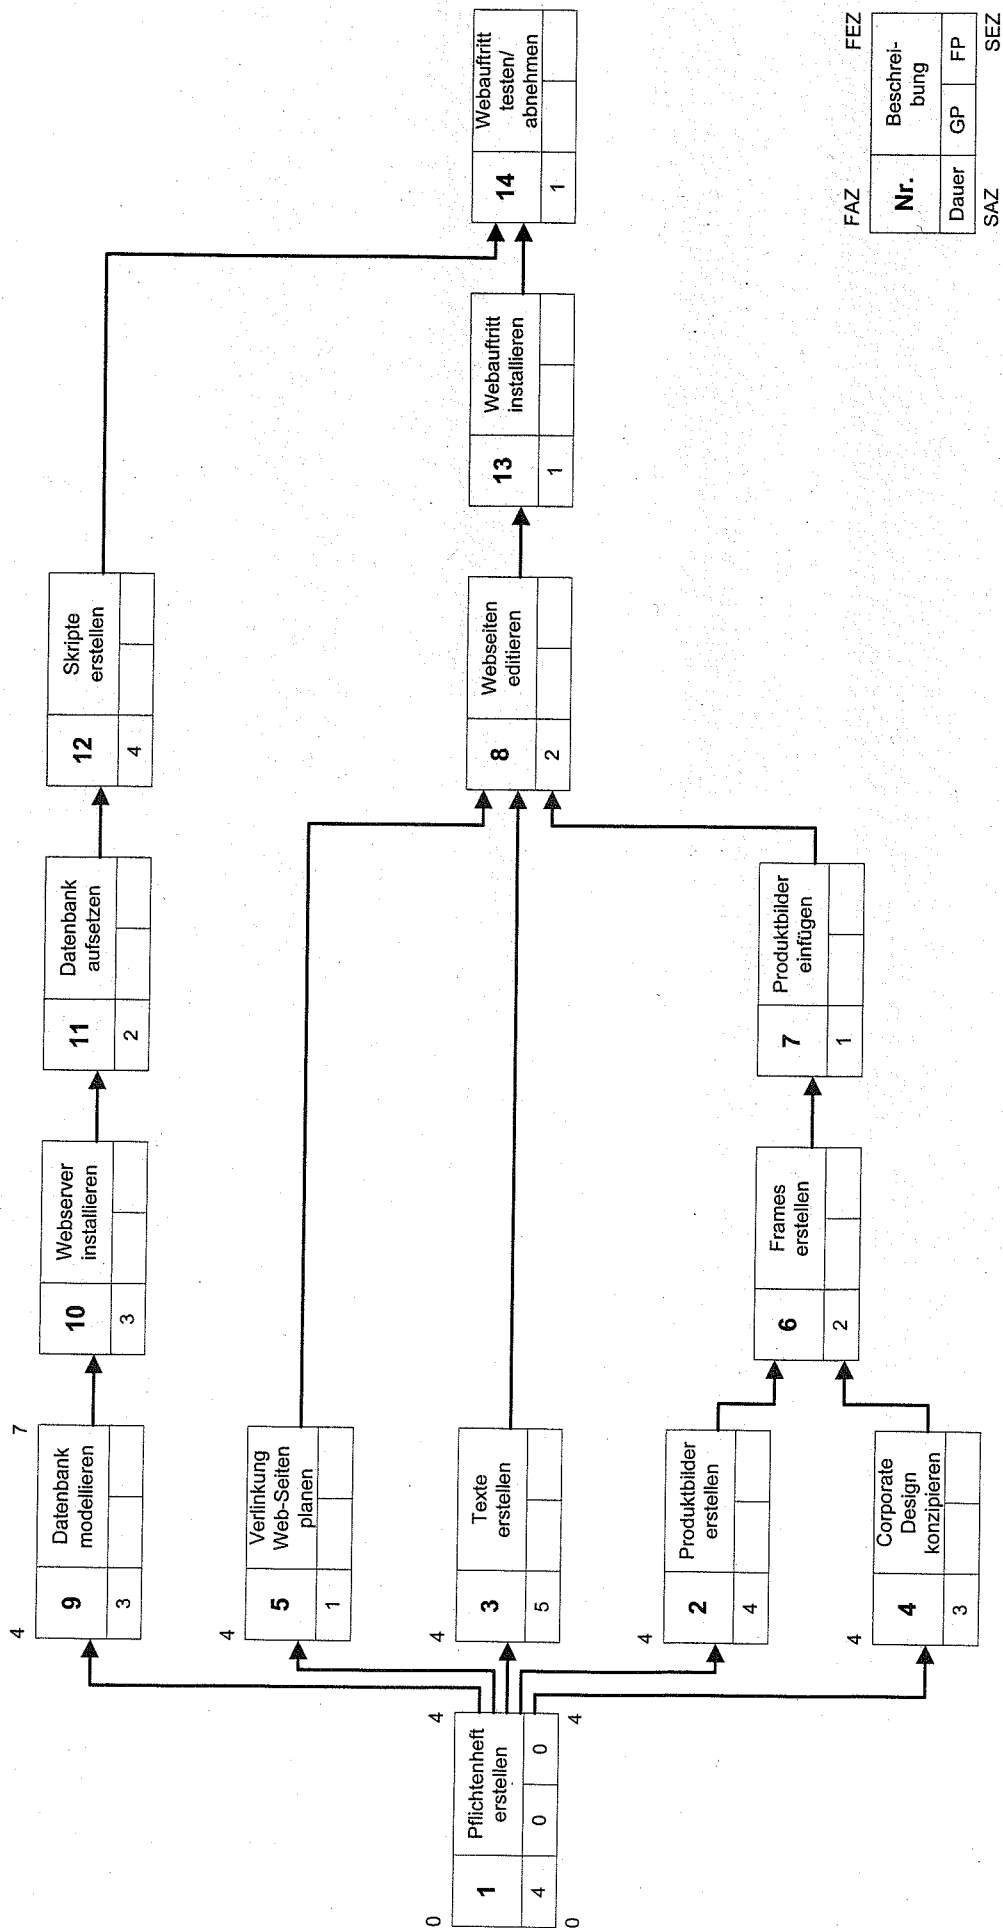 0
4
1
Pflichtenheft
erstellen
4
0
0
0
4
4
7
9
Datenbank
modellieren
3
10
Webserver
installieren
3
11
Datenbank
aufsetzen
2
12
Skripte
erstellen
4
4
5
Verlinkung
Web-Seiten
planen
1
4
3
Texte
erstellen
5
8
Webseiten
editieren
2
13
Webauftritt
installieren
1
14
Webauftritt
testen/
abnehmen
1
4
2
Produktbilder
erstellen
4
6
Frames
erstellen
2
7
Produktbilder
einfügen
1
4
4
Corporate
Design
konzipieren
3
FAZ
FEZ
Nr.
Beschrei-
bung
Dauer
GP
FP
SAZ
SEZ